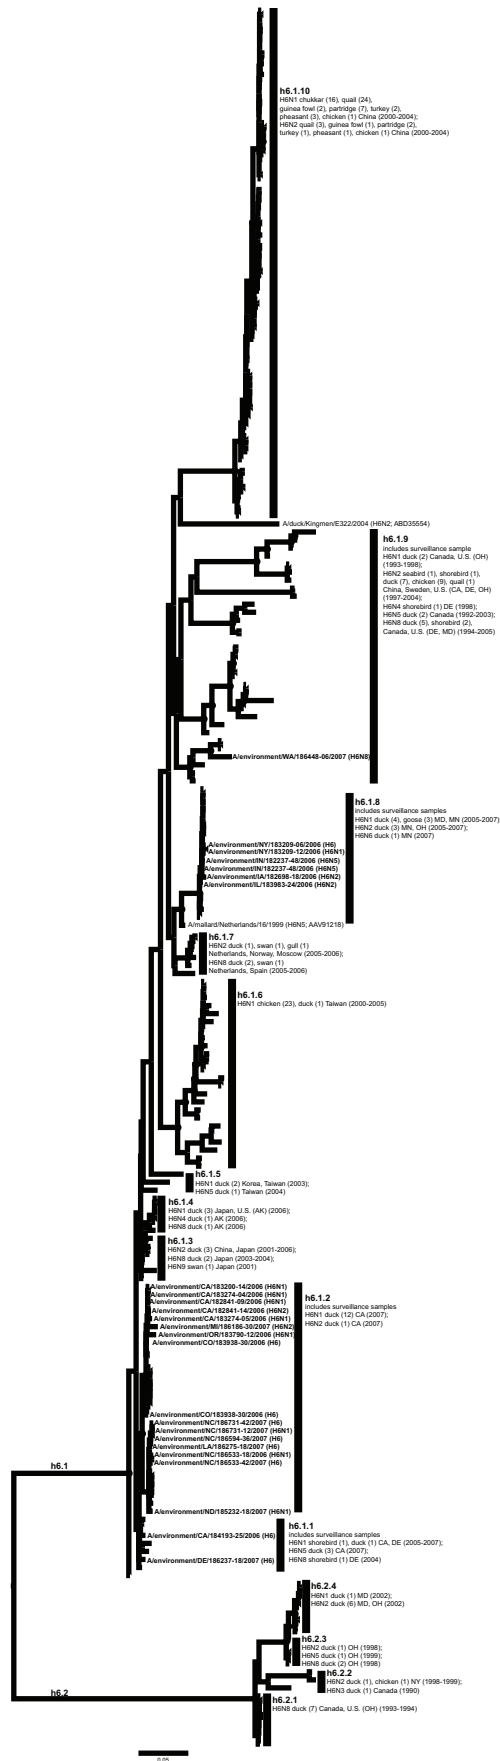 h6.1.10
H6N1 chukkar (16), quail (24),
guinea fowl (2), partridge (7), turkey (2),
pheasant (3), chicken (1) China (2000-2004);
H6N2 quail (3), guinea fowl (1), partridge (2),
turkey (1), pheasant (1), chicken (1) China (2000-2004)
A/duck/Kingmen/E322/2004 (H6N2; ABD35554)
h6.1.9
includes surveillance sample
H6N1 duck (2) Canada, U.S. (OH)
(1993-1998);
H6N2 seabird (1), shorebird (1),
duck (7), chicken (9), quail (1)
China, Sweden, U.S. (CA, DE, OH)
(1997-2004);
H6N4 shorebird (1) DE (1998);
H6N5 duck (2) Canada (1992-2003);
H6N8 duck (5), shorebird (2),
Canada, U.S. (DE, MD) (1994-2005)
A/environment/WA/186448-06/2007 (H6N8)
h6.1.8
includes surveillance samples
H6N1 duck (4), goose (3) MD, MN (2005-2007)
H6N2 duck (3) MN, OH (2005-2007);
H6N6 duck (1) MN (2007)
A/environment/NY/183209-06/2006 (H6)
A/environment/NY/183209-12/2006 (H6N1)
A/environment/IN/182237-48/2006 (H6N5)
A/environment/IN/182237-48/2006 (H6N5)
A/environment/IA/182698-18/2006 (H6N2)
A/environment/IL/183983-24/2006 (H6N2)
A/mallard/Netherlands/16/1999 (H6N5; AAV91218)
h6.1.7
H6N2 duck (1), swan (1), gull (1)
Netherlands, Norway, Moscow (2005-2006);
H6N8 duck (2), swan (1)
Netherlands, Spain (2005-2006)
h6.1.6
H6N1 chicken (23), duck (1) Taiwan (2000-2005)
h6.1.5
H6N1 duck (2) Korea, Taiwan (2003);
H6N5 duck (1) Taiwan (2004)
h6.1.4
H6N1 duck (3) Japan, U.S. (AK) (2006);
H6N4 duck (1) AK (2006);
H6N8 duck (1) AK (2006)
h6.1.3
H6N2 duck (3) China, Japan (2001-2006);
H6N8 duck (2) Japan (2003-2004);
H6N9 swan (1) Japan (2001)
A/environment/CA/183200-14/2006 (H6N1)
A/environment/CA/183274-04/2006 (H6N1)
A/environment/CA/182841-09/2006 (H6N1)
A/environment/CA/182841-14/2006 (H6N2)
A/environment/CA/183274-05/2006 (H6N1)
A/environment/MI/186186-30/2007 (H6N2)
A/environment/OR/183790-12/2006 (H6N1)
A/environment/CO/183938-30/2006 (H6)
h6.1.2
includes surveillance samples
H6N1 duck (12) CA (2007);
H6N2 duck (1) CA (2007)
A/environment/CO/183938-30/2006 (H6)
A/environment/NC/186731-42/2007 (H6)
A/environment/NC/186731-12/2007 (H6N1)
A/environment/NC/186594-36/2007 (H6)
A/environment/LA/186275-18/2007 (H6)
A/environment/NC/186533-18/2006 (H6N1)
A/environment/NC/186533-42/2007 (H6)
h6.1
A/environment/ND/185232-18/2007 (H6N1)
h6.1.1
includes surveillance samples
H6N1 shorebird (1), duck (1) CA, DE (2005-2007);
H6N5 duck (3) CA (2007);
H6N8 shorebird (1) DE (2004)
A/environment/CA/184193-25/2006 (H6)
A/environment/DE/186237-18/2007 (H6)
h6.2.4
H6N1 duck (1) MD (2002);
H6N2 duck (6) MD, OH (2002)
h6.2.3
H6N2 duck (1) OH (1998);
H6N5 duck (1) OH (1999);
H6N8 duck (2) OH (1998)
h6.2.2
H6N2 duck (1), chicken (1) NY (1998-1999);
H6N3 duck (1) Canada (1990)
h6.2
h6.2.1
H6N8 duck (7) Canada, U.S. (OH) (1993-1994)
0.05